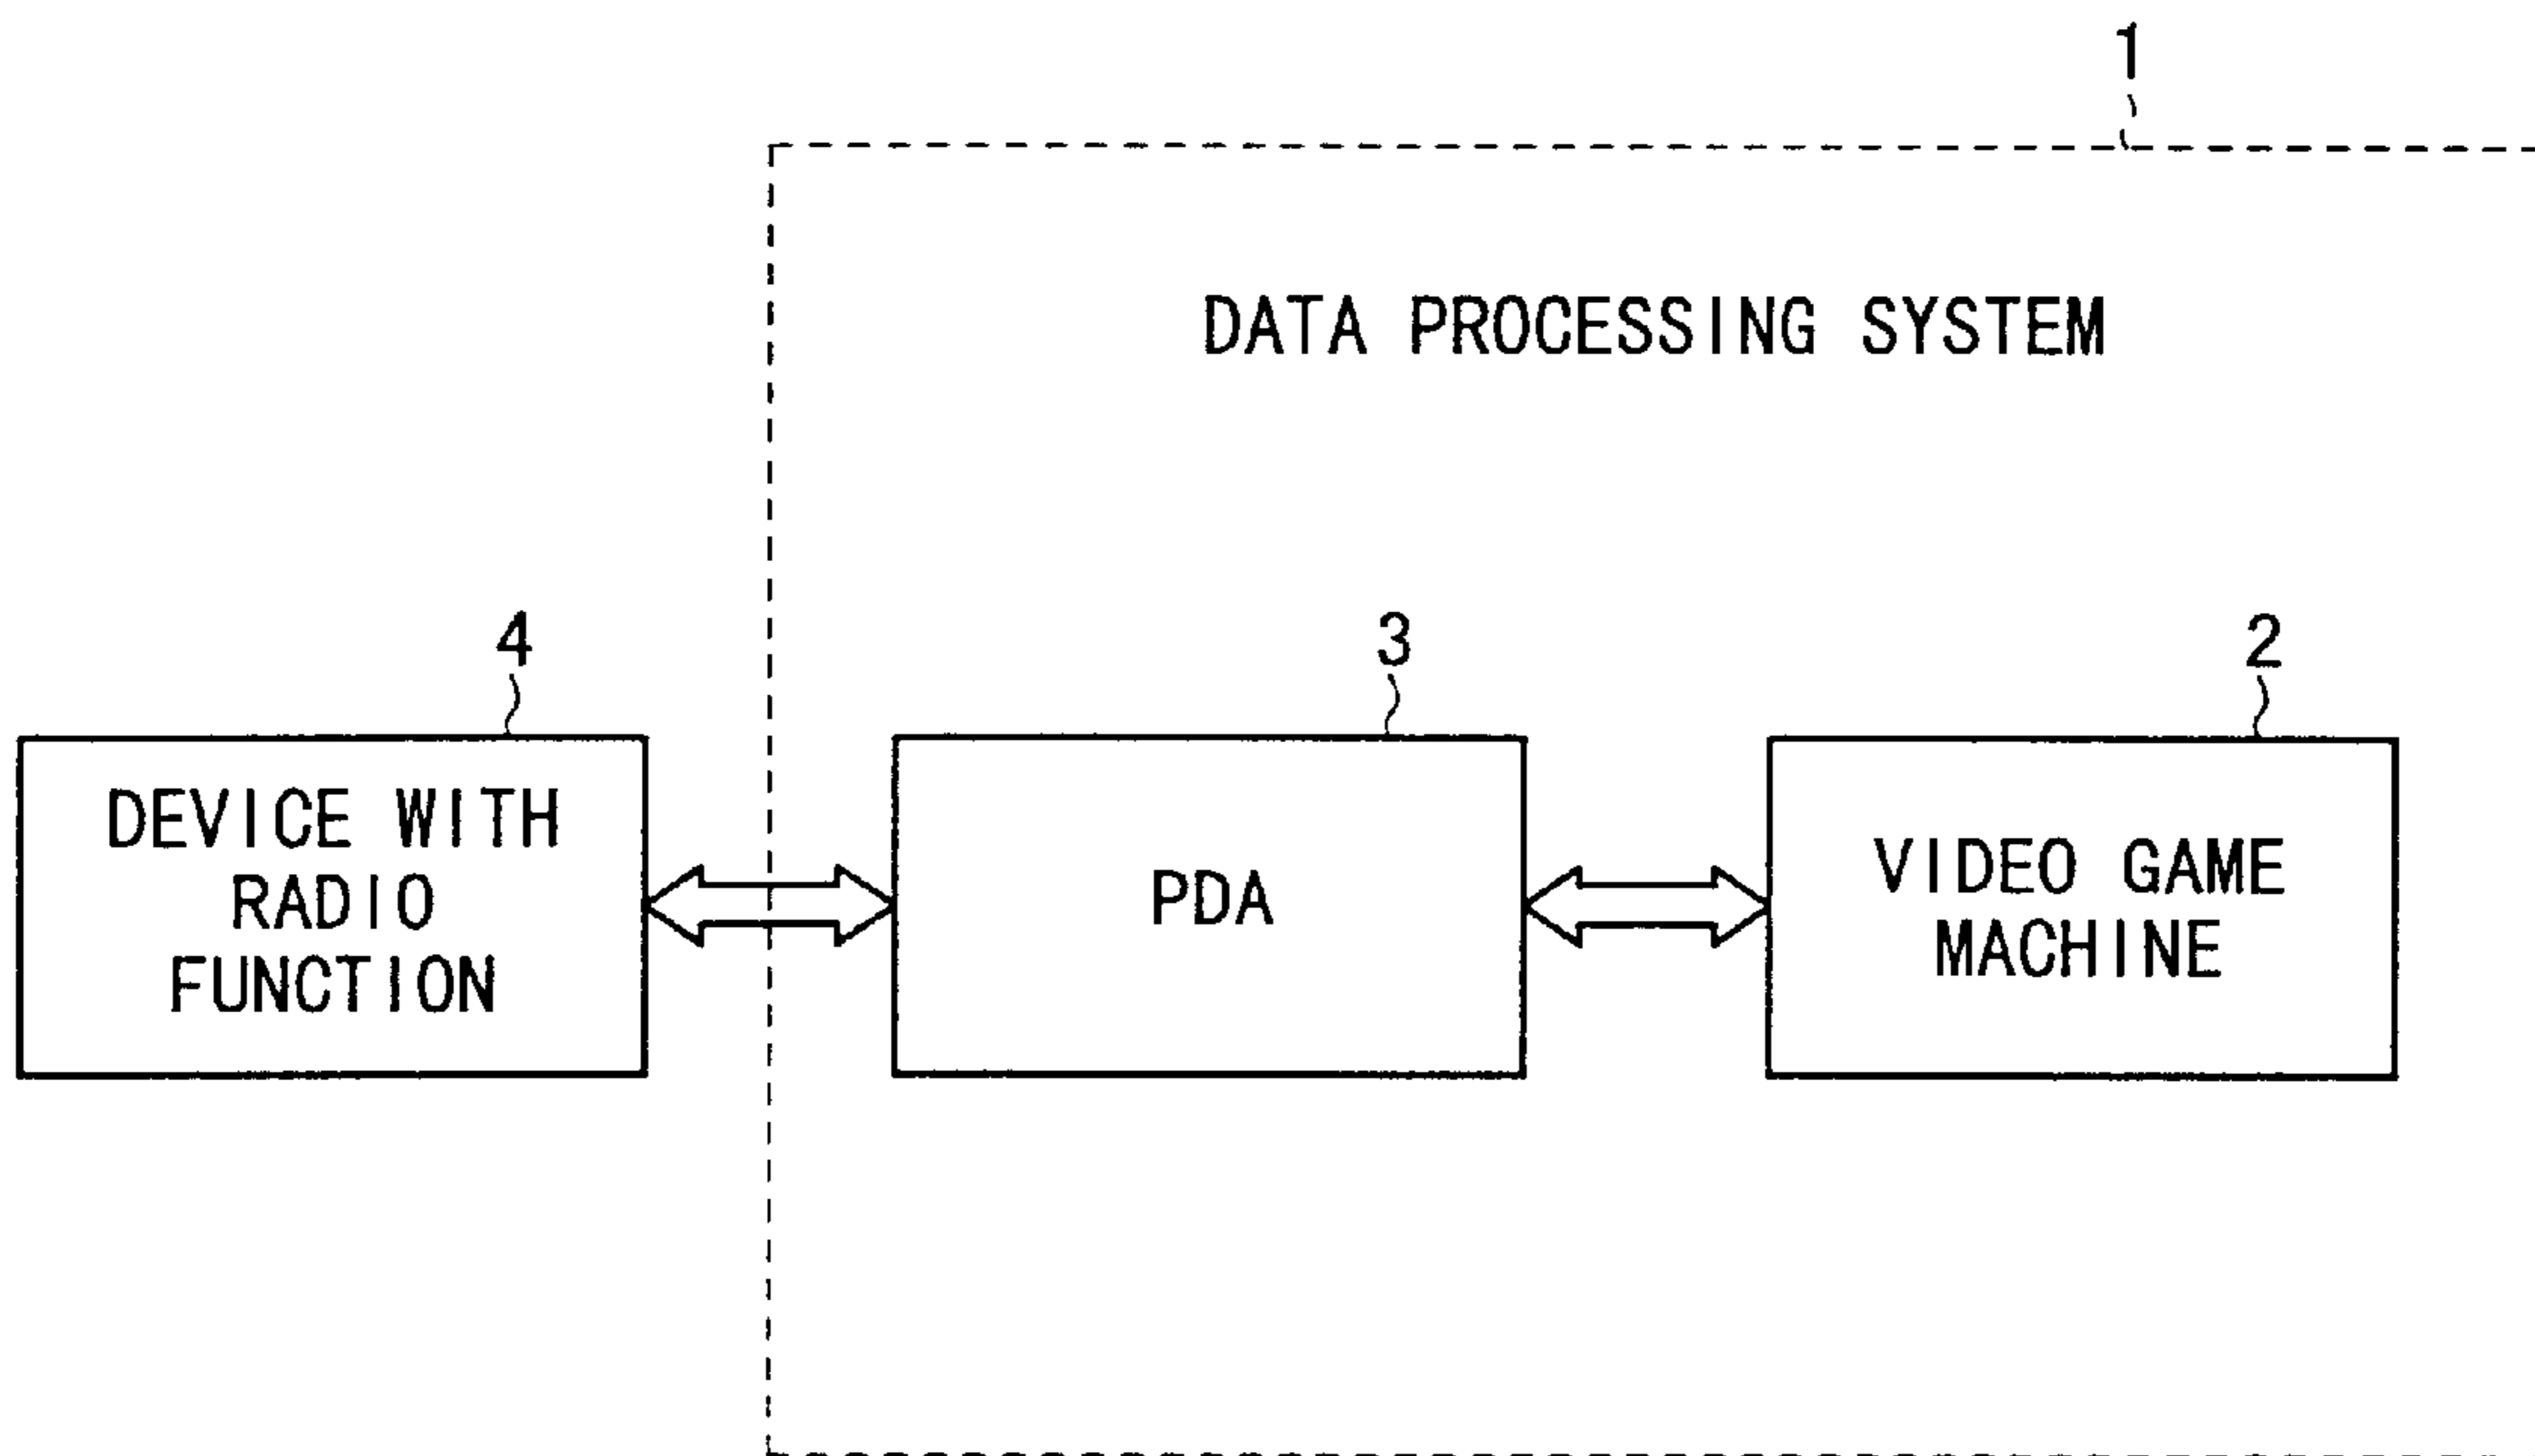 1
DATA PROCESSING SYSTEM
4
3
2
DEVICE WITH
RADIO
FUNCTION
PDA
VIDEO GAME
MACHINE